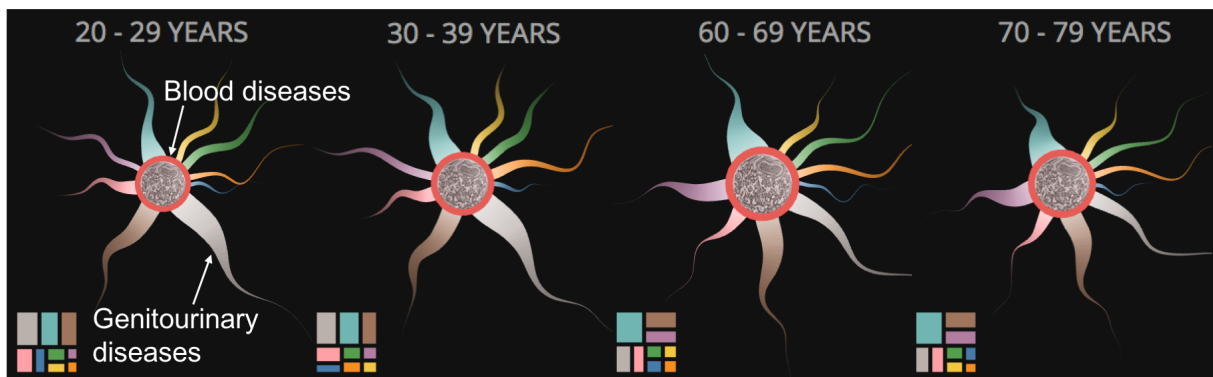 20 - 29 YEARS
30 - 39 YEARS
60 - 69 YEARS
70 - 79 YEARS
Blood diseases
Genitourinary
diseases